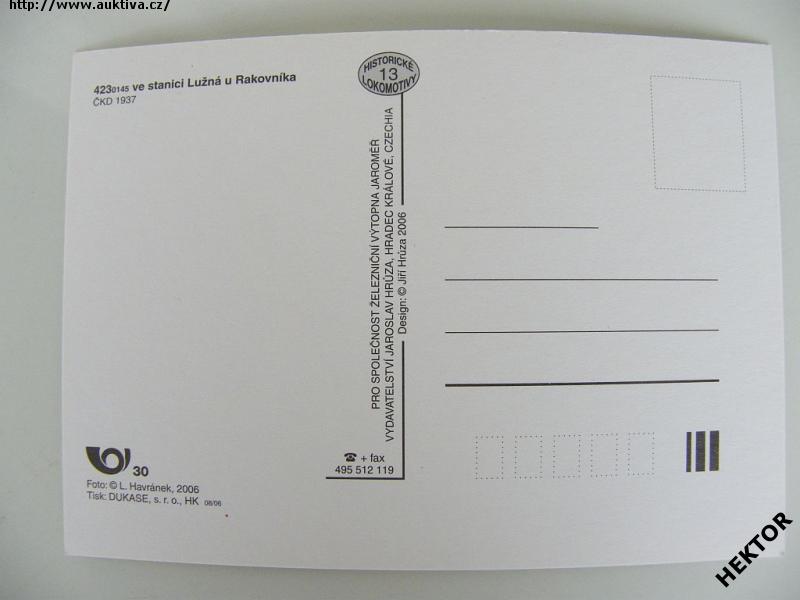 http://www.auktiva.cz/
4230145 ve stanici Lužná u Rakovníka
ČKD 1937
HISTORICKÉ
13
LOKOMOTIVY
PRO SPOLEČNOST ŽELEZNIČNÍ VÝTOPNA JAROMĚŘ
VYDAVATELSTVÍ JAROSLAV HRŮZA, HRADEC KRÁLOVÉ, CZECHIA
Design: © Jiří Hrůza 2006
☎ + fax
495 512 119
30
Foto: © L. Havránek, 2006
Tisk: DUKASE, s. r. o., HK 08/06
HEKTOR